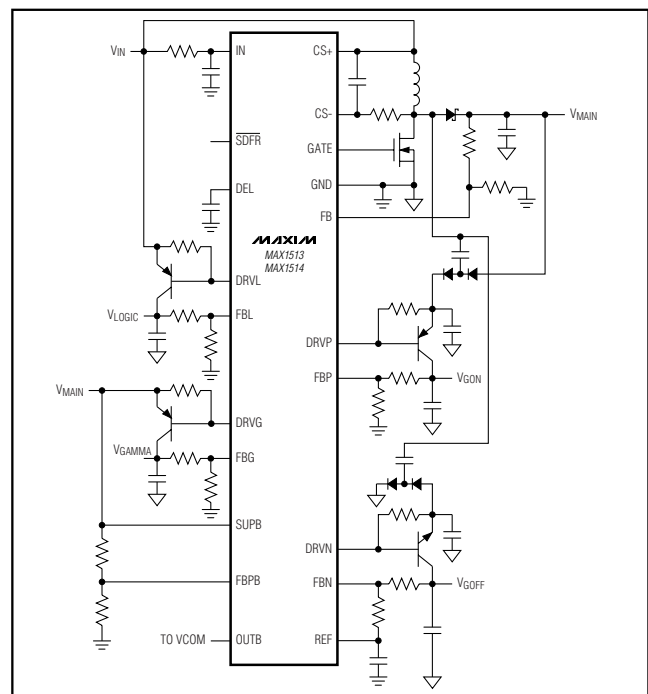 VIN
IN
SDFR
DEL
MAXIM
MAX1513
MAX1514
DRVL
VLOGIC
FBL
VMAIN
DRVG
VGAMMA
FBG
SUPB
FBPB
TO VCOM
OUTB
CS+
CS-
VMAIN
GATE
GND
FB
DRVP
FBP
VGON
DRVN
FBN
VGOFF
REF